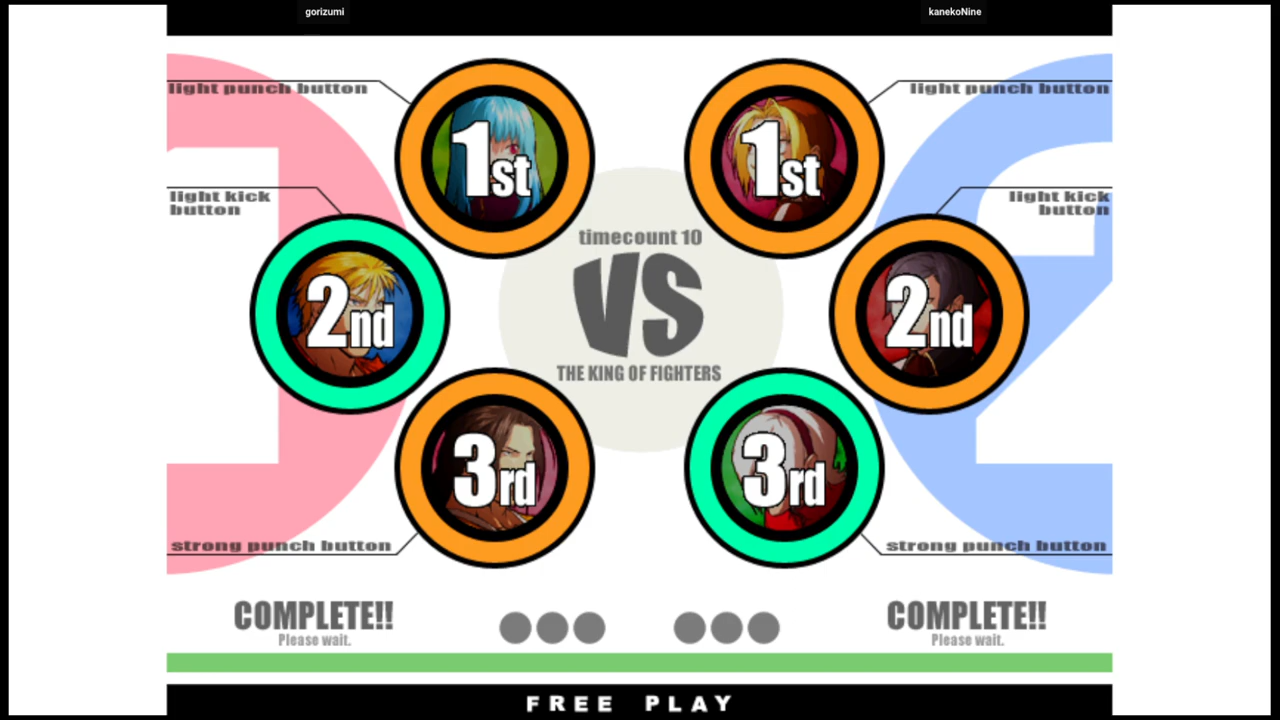 gorizumi
kanekoNine
light punch button
light punch button
1st
1st
light kick
button
light kick
button
timecount 10
VS
THE KING OF FIGHTERS
2nd
2nd
3rd
3rd
strong punch button
strong punch button
COMPLETE!!
Please wait.
COMPLETE!!
Please wait.
FREE PLAY